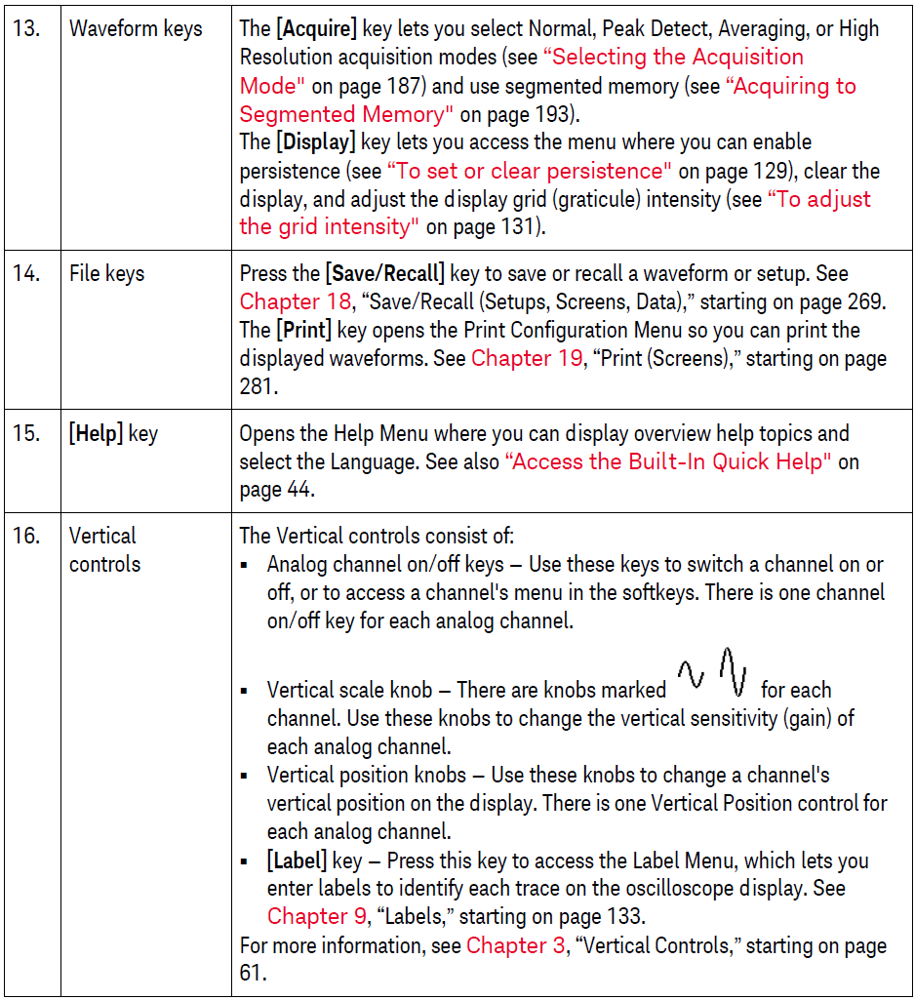 13. Waveform keys The [Acquire] key lets you select Normal, Peak Detect, Averaging, or High
Resolution acquisition modes (see “Selecting the Acquisition
Mode" on page 187) and use segmented memory (see “Acquiring to
Segmented Memory" on page 193).
The [Display] key lets you access the menu where you can enable
persistence (see “To set or clear persistence" on page 129), clear the
display, and adjust the display grid (graticule) intensity (see “To adjust
the grid intensity" on page 131).
14. File keys Press the [Save/Recall] key to save or recall a waveform or setup. See
Chapter 18, “Save/Recall (Setups, Screens, Data),” starting on page 269.
The [Print] key opens the Print Configuration Menu so you can print the
displayed waveforms. See Chapter 19, “Print (Screens),” starting on page
281.
15. [Help] key Opens the Help Menu where you can display overview help topics and
select the Language. See also “Access the Built-In Quick Help" on
page 44.
16. Vertical controls The Vertical controls consist of:
▪ Analog channel on/off keys – Use these keys to switch a channel on or
off, or to access a channel's menu in the softkeys. There is one channel
on/off key for each analog channel.
▪ Vertical scale knob – There are knobs marked for each
channel. Use these knobs to change the vertical sensitivity (gain) of
each analog channel.
▪ Vertical position knobs – Use these knobs to change a channel's
vertical position on the display. There is one Vertical Position control for
each analog channel.
▪ [Label] key – Press this key to access the Label Menu, which lets you
enter labels to identify each trace on the oscilloscope display. See
Chapter 9, “Labels,” starting on page 133.
For more information, see Chapter 3, “Vertical Controls,” starting on page
61.